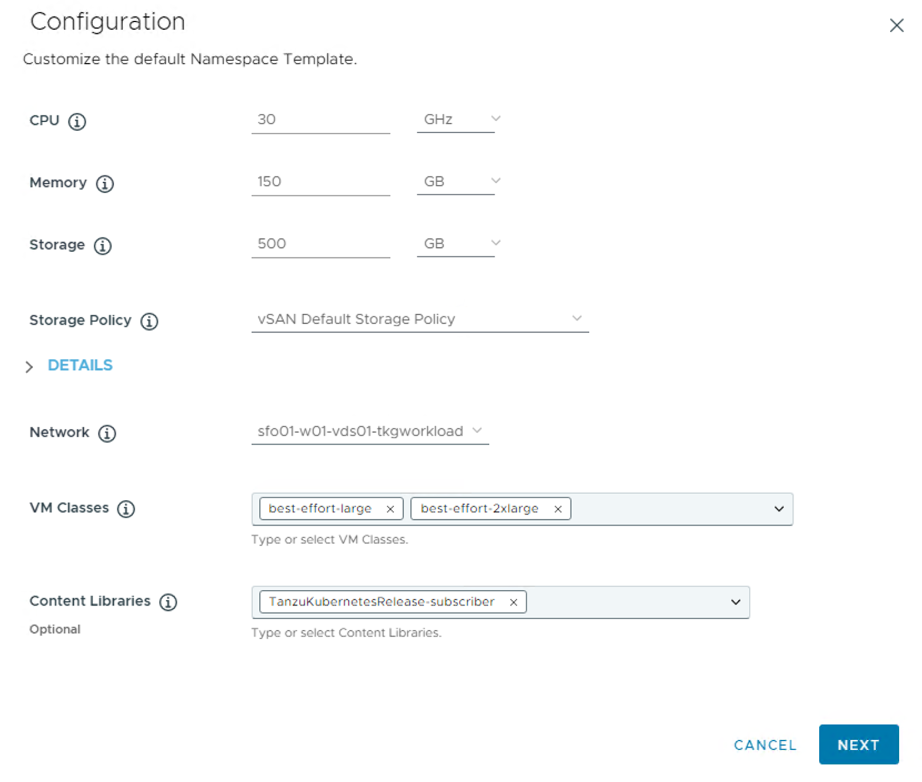 Configuration
Customize the default Namespace Template.
CPU 30 GHz
Memory 150 GB
Storage 500 GB
Storage Policy vSAN Default Storage Policy
DETAILS
Network sfo01-w01-vds01-tkgworkload
VM Classes best-effort-large best-effort-2xlarge
Type or select VM Classes.
Content Libraries TanzuKubernetesRelease-subscriber
Optional Type or select Content Libraries.
CANCEL NEXT